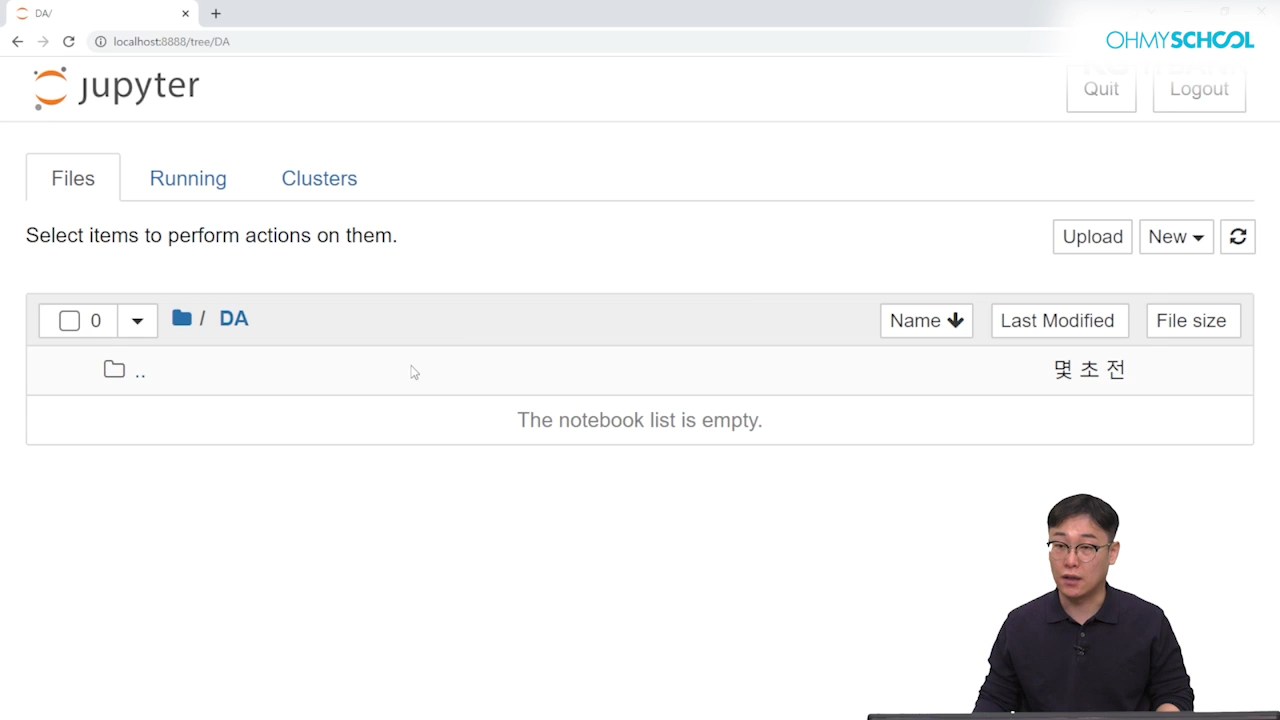 DA/
localhost:8888/tree/DA
OHMYSCHOOL
jupyter
Quit
Logout
Files
Running
Clusters
Select items to perform actions on them.
Upload
New
0
/ DA
Name
Last Modified
File size
..
몇 초 전
The notebook list is empty.